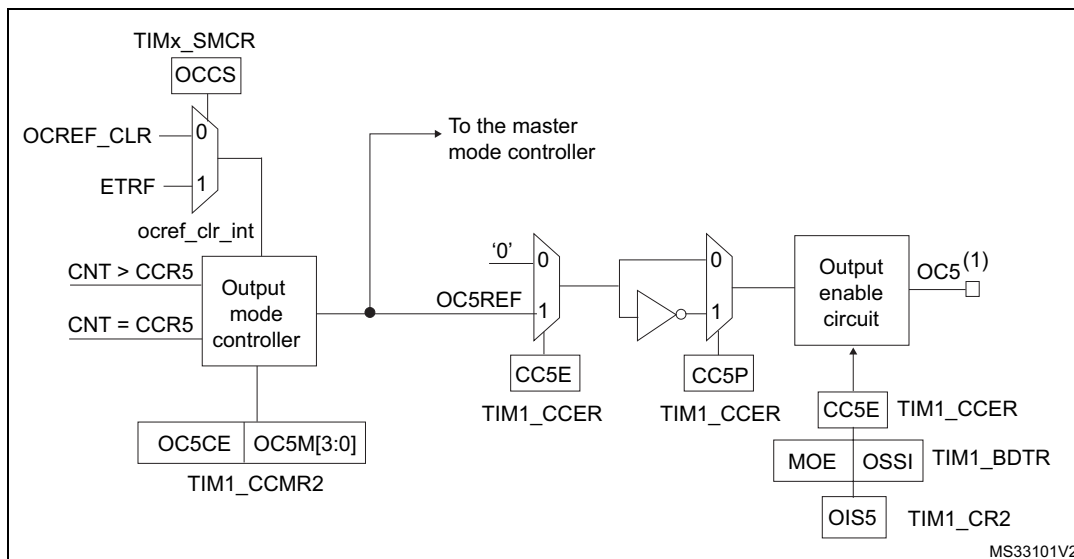 TIMx_SMCR
OCCS
OCREF_CLR
0
ETRF
1
ocref_clr_int
To the master
mode controller
CNT > CCR5
CNT = CCR5
Output
mode
controller
‘0’
0
OC5REF
1
0
1
Output
enable
circuit
OC5(1)
CC5E
TIM1_CCER
CC5P
TIM1_CCER
CC5E
TIM1_CCER
OC5CE
OC5M[3:0]
TIM1_CCMR2
MOE
OSSI
TIM1_BDTR
OIS5
TIM1_CR2
MS33101V2